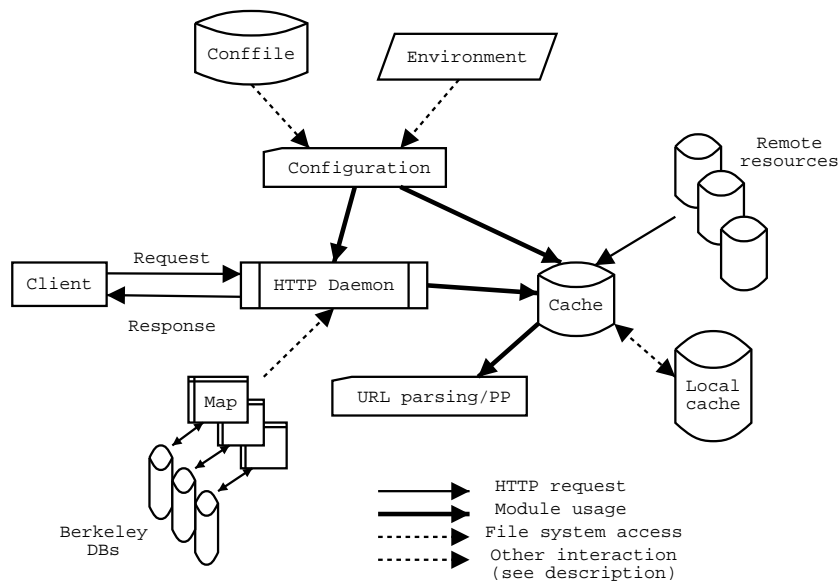 Conffile
Environment
Configuration
Remote
resources
Request
Client
HTTP Daemon
Cache
Response
Map
URL parsing/PP
Local
cache
Berkeley
DBs
HTTP request
Module usage
File system access
Other interaction
(see description)